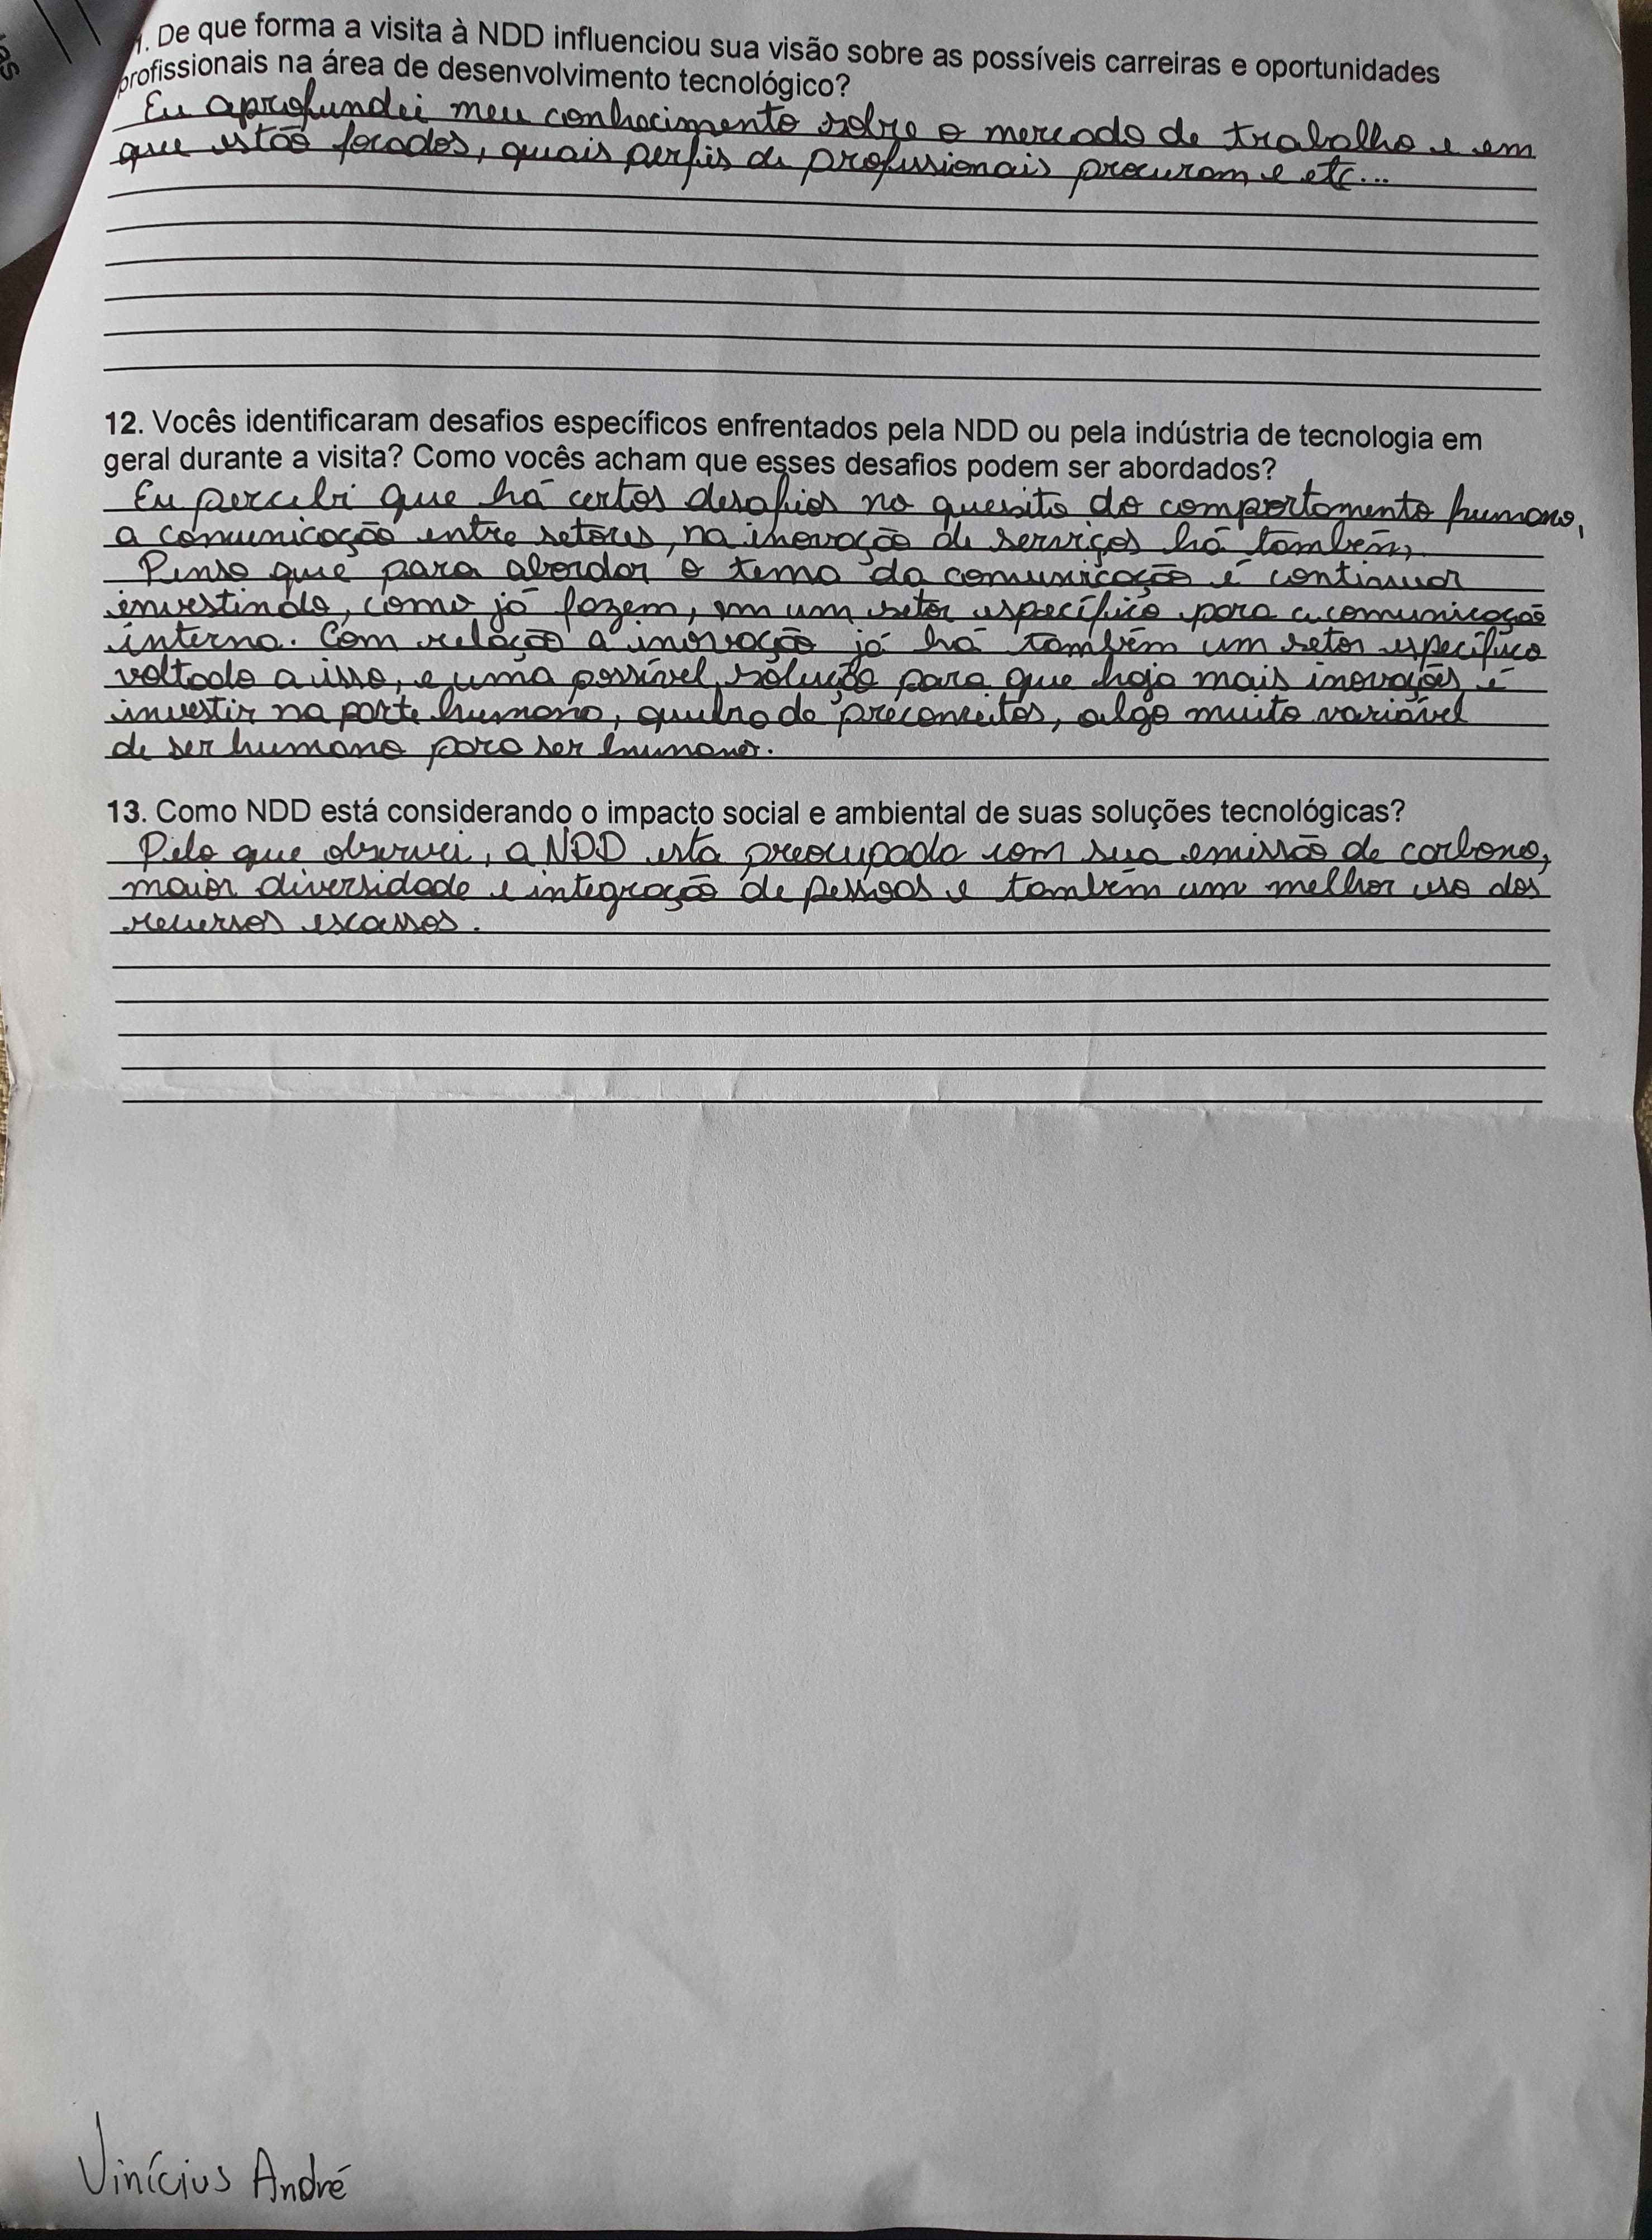 1. De que forma a visita à NDD influenciou sua visão sobre as possíveis carreiras e oportunidades
profissionais na área de desenvolvimento tecnológico?
Eu aprofundei meu conhecimento sobre o mercado de trabalho e em
que estão focados, quais perfis de profissionais procuram e etc...
12. Vocês identificaram desafios específicos enfrentados pela NDD ou pela indústria de tecnologia em
geral durante a visita? Como vocês acham que esses desafios podem ser abordados?
Eu percebi que há certos desafios no quesito do comportamento humano,
a comunicação entre setores, na inovação de serviços há também,
Penso que para abordar o tema da comunicação é continuar
investindo, como já fazem, em um setor específico para a comunicação
interna. Com relação a inovação já há também um setor específico
voltado a isso, e uma possível solução para que haja mais inovações é
investir na parte humana, quebra de preconceitos, algo muito variável
de ser humano para ser humano.
13. Como NDD está considerando o impacto social e ambiental de suas soluções tecnológicas?
Pelo que observei, a NDD esta preocupada com sua emissão de carbono,
maior diversidade e integração de pessoas e também um melhor uso dos
recursos escassos.
Vinícius André